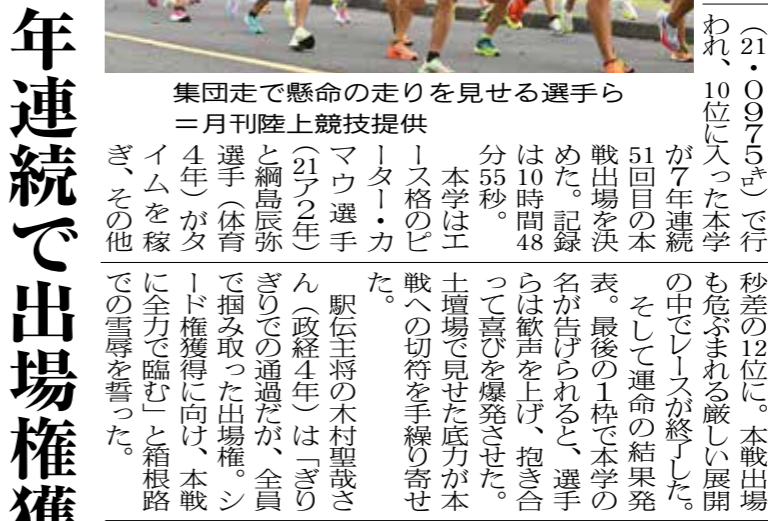 年連続で出場権獲
集団走で懸命の走りを見せる選手ら
＝月刊陸上競技提供
（21・0975㌔）で行
われ、10位に入った本学
が7年連続
51回目の本
戦出場を決
めた。記録
は10時間48
分55秒。
本学はエ
ース格のピ
ーター・カ
マウ選手
（21ア2年）
と綱島辰弥
選手（体育
4年）がタ
イムを稼
ぎ、その他
秒差の12位に。本戦出場
も危ぶまれる厳しい展開
の中でレースが終了した。
そして運命の結果発
表。最後の1枠で本学の
名が告げられると、選手
らは歓声を上げ、抱き合
って喜びを爆発させた。
土壇場で見せた底力が本
戦への切符を手繰り寄せ
た。
駅伝主将の木村聖哉さ
ん（政経4年）は「ぎり
ぎりでの通過だが、全員
で掴み取った出場権。シ
ード権獲得に向け、本戦
に全力で臨む」と箱根路
での雪辱を誓った。